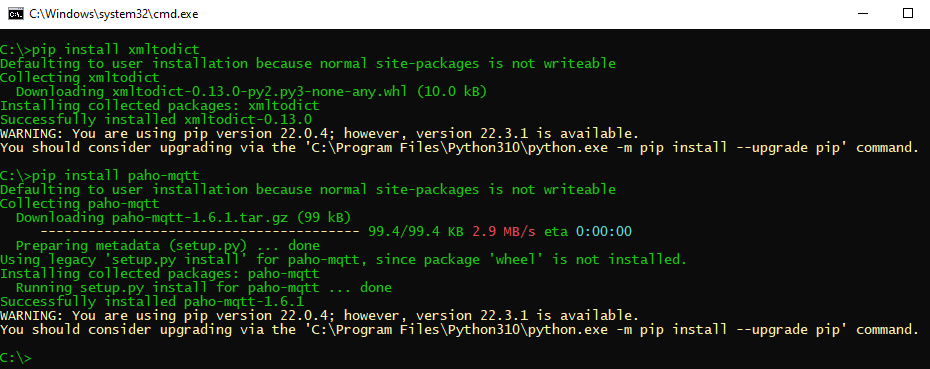 C:\Windows\system32\cmd.exe
C:\>pip install xmltodict
Defaulting to user installation because normal site-packages is not writeable
Collecting xmltodict
  Downloading xmltodict-0.13.0-py2.py3-none-any.whl (10.0 kB)
Installing collected packages: xmltodict
Successfully installed xmltodict-0.13.0
WARNING: You are using pip version 22.0.4; however, version 22.3.1 is available.
You should consider upgrading via the 'C:\Program Files\Python310\python.exe -m pip install --upgrade pip' command.
C:\>pip install paho-mqtt
Defaulting to user installation because normal site-packages is not writeable
Collecting paho-mqtt
  Downloading paho-mqtt-1.6.1.tar.gz (99 kB)
     ---------------------------------------- 99.4/99.4 KB 2.9 MB/s eta 0:00:00
  Preparing metadata (setup.py) ... done
Using legacy 'setup.py install' for paho-mqtt, since package 'wheel' is not installed.
Installing collected packages: paho-mqtt
  Running setup.py install for paho-mqtt ... done
Successfully installed paho-mqtt-1.6.1
WARNING: You are using pip version 22.0.4; however, version 22.3.1 is available.
You should consider upgrading via the 'C:\Program Files\Python310\python.exe -m pip install --upgrade pip' command.
C:\>